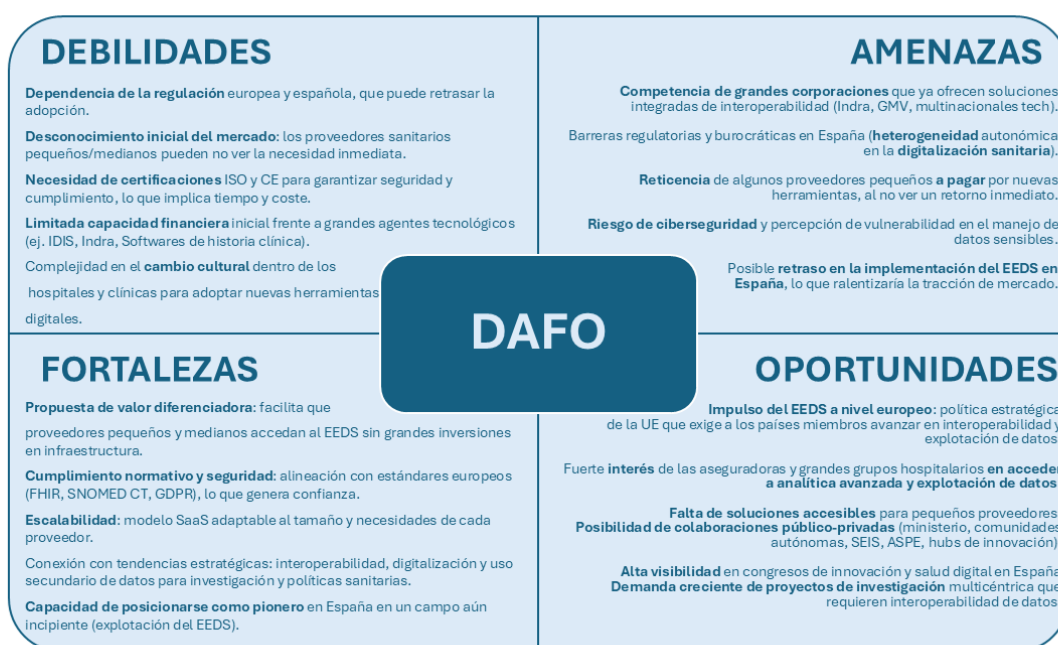 DEBILIDADES
Dependencia de la regulación europea y española, que puede retrasar la
adopción.
Desconocimiento inicial del mercado: los proveedores sanitarios
pequeños/medianos pueden no ver la necesidad inmediata.
Necesidad de certificaciones ISO y CE para garantizar seguridad y
cumplimiento, lo que implica tiempo y coste.
Limitada capacidad financiera inicial frente a grandes agentes tecnológicos
(ej. IDIS, Indra, Softwares de historia clínica).
Complejidad en el cambio cultural dentro de los
hospitales y clínicas para adoptar nuevas herramientas
digitales.
AMENAZAS
Competencia de grandes corporaciones que ya ofrecen soluciones
integradas de interoperabilidad (Indra, GMV, multinacionales tech).
Barreras regulatorias y burocráticas en España (heterogeneidad autonómica
en la digitalización sanitaria).
Reticencia de algunos proveedores pequeños a pagar por nuevas
herramientas, al no ver un retorno inmediato.
Riesgo de ciberseguridad y percepción de vulnerabilidad en el manejo de
datos sensibles.
Posible retraso en la implementación del EEDS en
España, lo que ralentizaría la tracción de mercado.
DAFO
FORTALEZAS
Propuesta de valor diferenciadora: facilita que
proveedores pequeños y medianos accedan al EEDS sin grandes inversiones
en infraestructura.
Cumplimiento normativo y seguridad: alineación con estándares europeos
(FHIR, SNOMED CT, GDPR), lo que genera confianza.
Escalabilidad: modelo SaaS adaptable al tamaño y necesidades de cada
proveedor.
Conexión con tendencias estratégicas: interoperabilidad, digitalización y uso
secundario de datos para investigación y políticas sanitarias.
Capacidad de posicionarse como pionero en España en un campo aún
incipiente (explotación del EEDS).
OPORTUNIDADES
Impulso del EEDS a nivel europeo: política estratégica
de la UE que exige a los países miembros avanzar en interoperabilidad y
explotación de datos
Fuerte interés de las aseguradoras y grandes grupos hospitalarios en acceder
a analítica avanzada y explotación de datos
Falta de soluciones accesibles para pequeños proveedores
Posibilidad de colaboraciones público-privadas (ministerio, comunidades
autónomas, SEIS, ASPE, hubs de innovación)
Alta visibilidad en congresos de innovación y salud digital en España
Demanda creciente de proyectos de investigación multicéntrica que
requieren interoperabilidad de datos